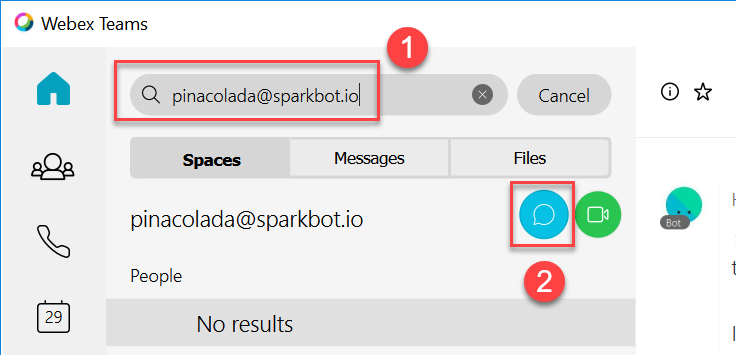 Webex Teams
1
pinacolada@sparkbot.io
Cancel
Spaces
Messages
Files
pinacolada@sparkbot.io
2
People
No results
29
Bot